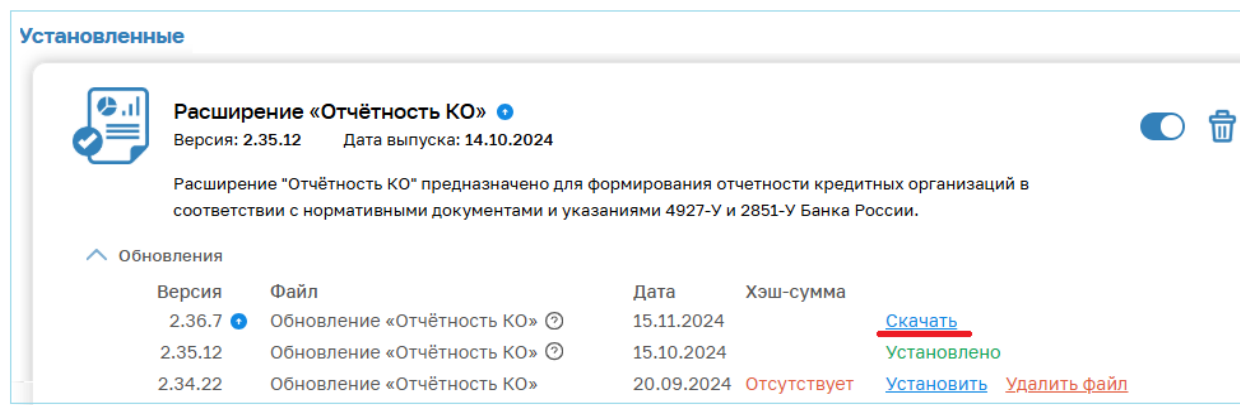 Установленные
Расширение «Отчётность КО»
Версия: 2.35.12 Дата выпуска: 14.10.2024
Расширение "Отчётность КО" предназначено для формирования отчетности кредитных организаций в
соответствии с нормативными документами и указаниями 4927-У и 2851-У Банка России.
Обновления
Версия Файл Дата Хэш-сумма
2.36.7 Обновление «Отчётность КО» 15.11.2024 Скачать
2.35.12 Обновление «Отчётность КО» 15.10.2024 Установлено
2.34.22 Обновление «Отчётность КО» 20.09.2024 Отсутствует Установить Удалить файл